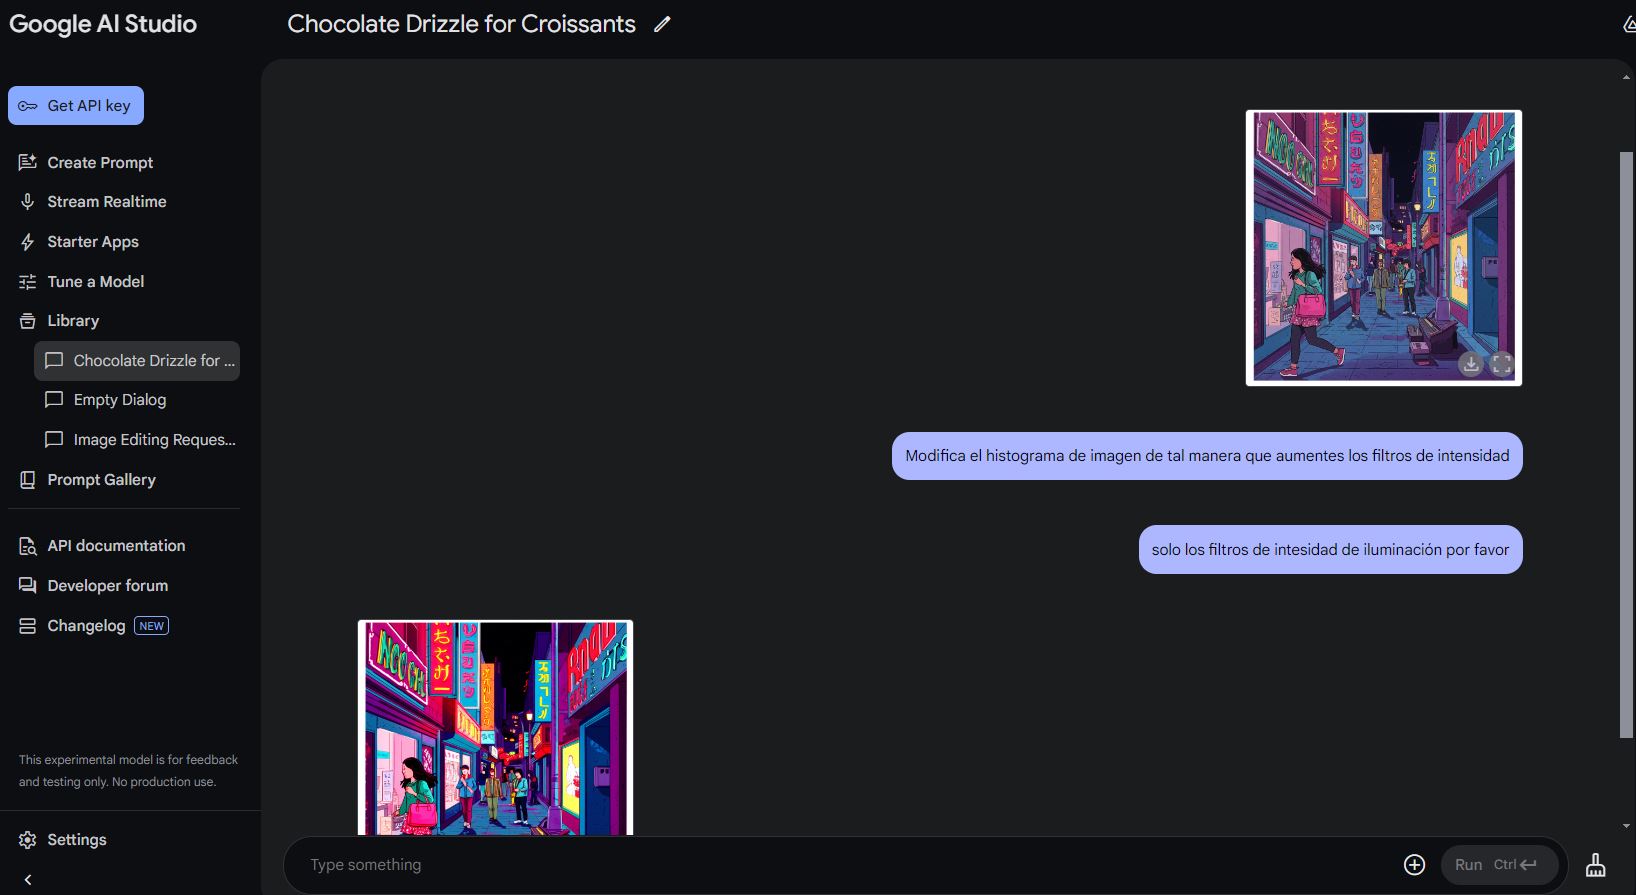 Google AI Studio
Chocolate Drizzle for Croissants
Get API key
Create Prompt
Stream Realtime
Starter Apps
Tune a Model
Library
Chocolate Drizzle for ...
Empty Dialog
Image Editing Reques...
Prompt Gallery
API documentation
Developer forum
Changelog NEW
This experimental model is for feedback
and testing only. No production use.
Settings
Modifica el histograma de imagen de tal manera que aumentes los filtros de intensidad
solo los filtros de intesidad de iluminación por favor
Type something
Run Ctrl